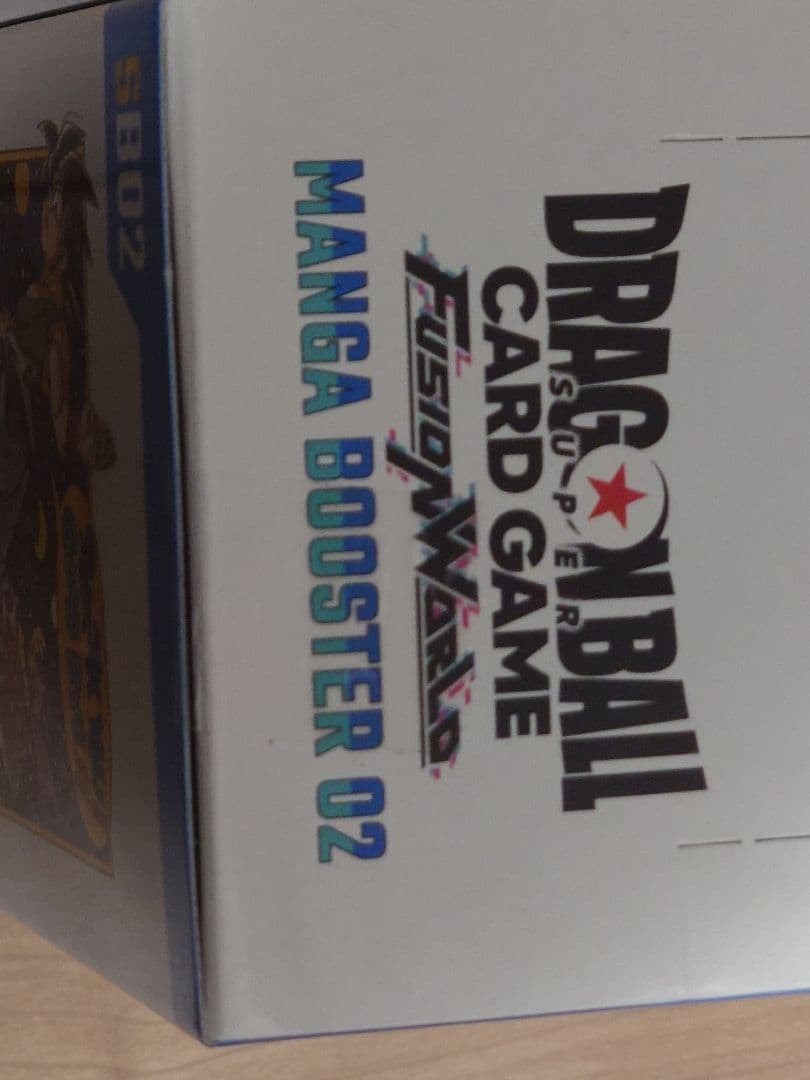 DRAGON BALL
SUPER
CARD GAME
FUSION WORLD
MANGA BOOSTER 02
SB02